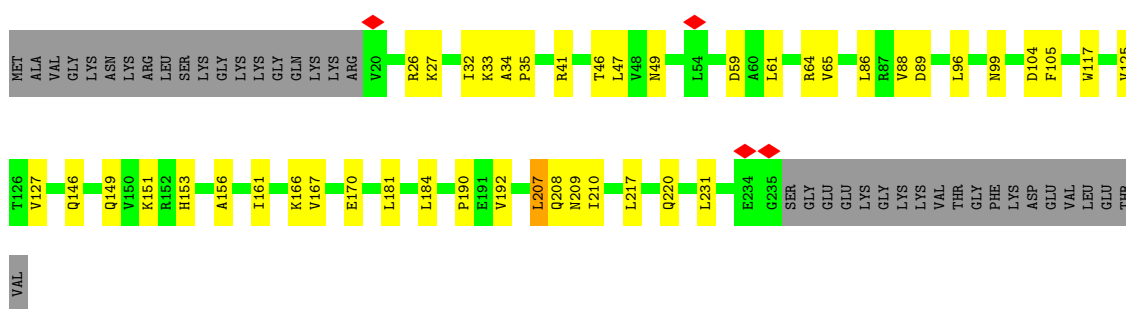 MET ALA VAL GLY LYS ASN LYS ARG LEU SER LYS GLY LYS LYS GLY GLN LYS LYS ARG V20 R26 K27 I32 K33 A34 P35 R41 T46 L47 V48 N49 L54 D59 A60 L61 R64 V65 L86 R87 V88 D89 L96 N99 D104 F105 W117 V125
T126 V127 Q146 Q149 V150 K151 R152 H153 A156 I161 K166 V167 E170 L181 L184 P190 E191 V192 L207 Q208 N209 I210 L217 Q220 L231 E234 G235 SER GLY GLU GLU LYS GLY LYS LYS VAL THR GLY PHE LYS ASP GLU VAL LEU GLU THR
VAL